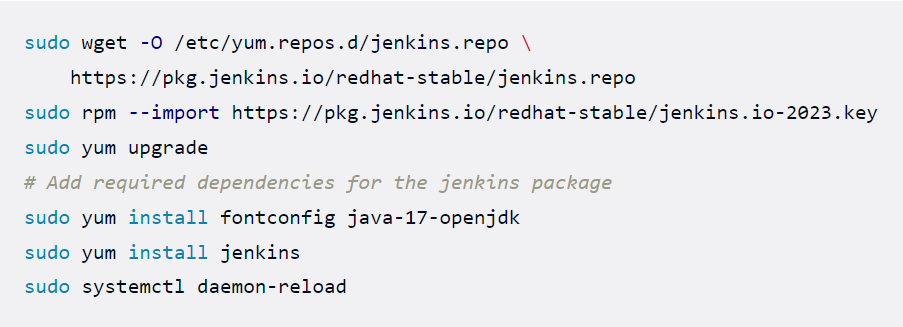 sudo wget -O /etc/yum.repos.d/jenkins.repo \
    https://pkg.jenkins.io/redhat-stable/jenkins.repo
sudo rpm --import https://pkg.jenkins.io/redhat-stable/jenkins.io-2023.key
sudo yum upgrade
# Add required dependencies for the jenkins package
sudo yum install fontconfig java-17-openjdk
sudo yum install jenkins
sudo systemctl daemon-reload